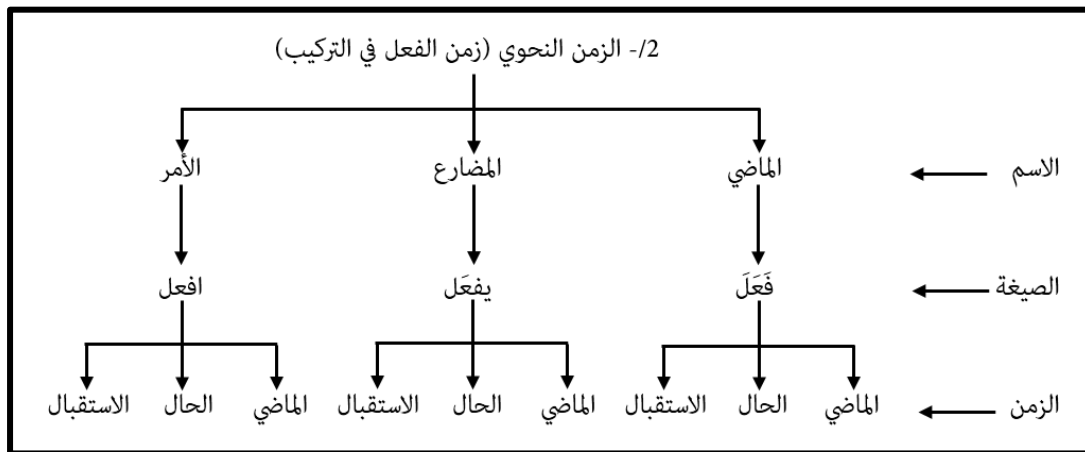 2/- الزمن النحوي (زمن الفعل في التركيب)
الاسم الماضي المضارع الأمر
الصيغة فَعَلَ يفعَل افعل
الزمن الماضي الحال الاستقبال الماضي الحال الاستقبال الماضي الحال الاستقبال